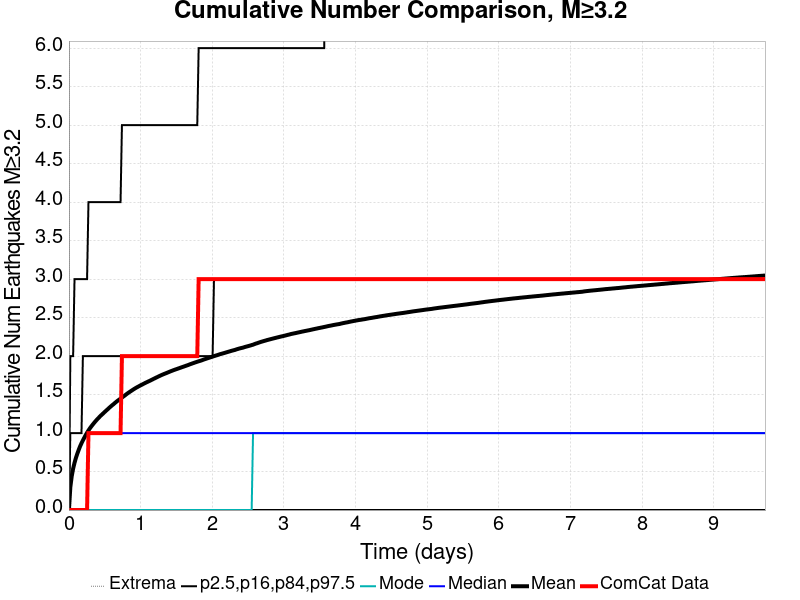 Cumulative Number Comparison, M≥3.2
Cumulative Num Earthquakes M≥3.2
6.0
5.5
5.0
4.5
4.0
3.5
3.0
2.5
2.0
1.5
1.0
0.5
0.0
0 1 2 3 4 5 6 7 8 9
Time (days)
Extrema p2.5,p16,p84,p97.5 Mode Median Mean ComCat Data